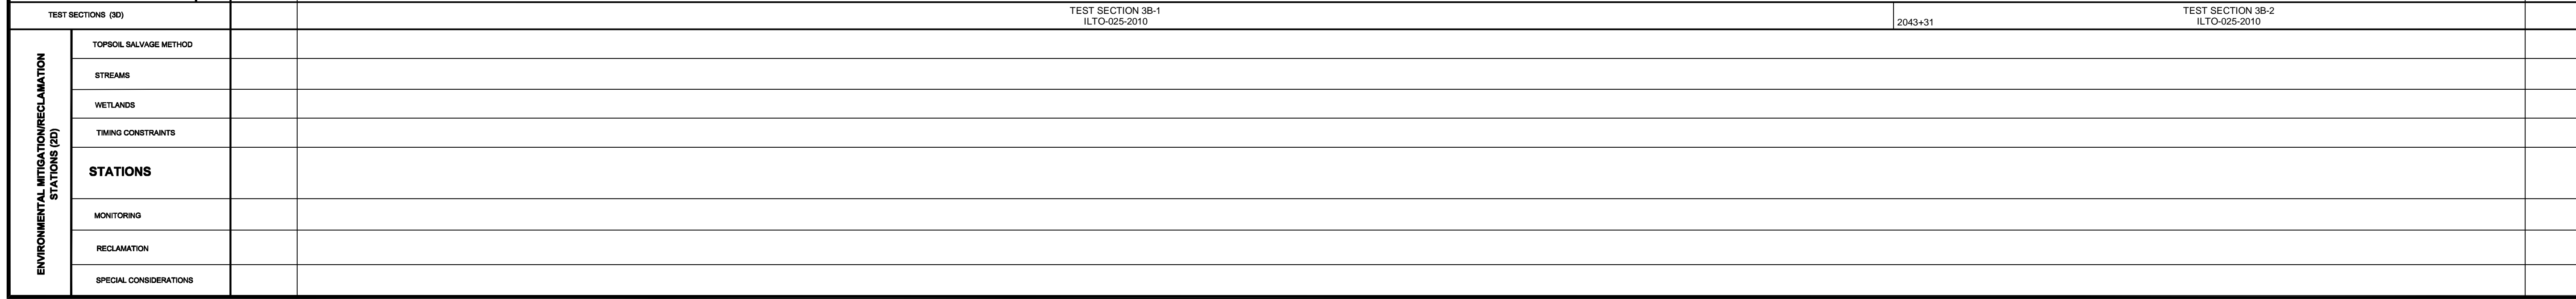 TEST SECTIONS (3D)
TEST SECTION 3B-1
ILTO-025-2010
2043+31
TEST SECTION 3B-2
ILTO-025-2010
ENVIRONMENTAL MITIGATION/RECLAMATION
STATIONS (2D)
TOPSOIL SALVAGE METHOD
STREAMS
WETLANDS
TIMING CONSTRAINTS
STATIONS
MONITORING
RECLAMATION
SPECIAL CONSIDERATIONS